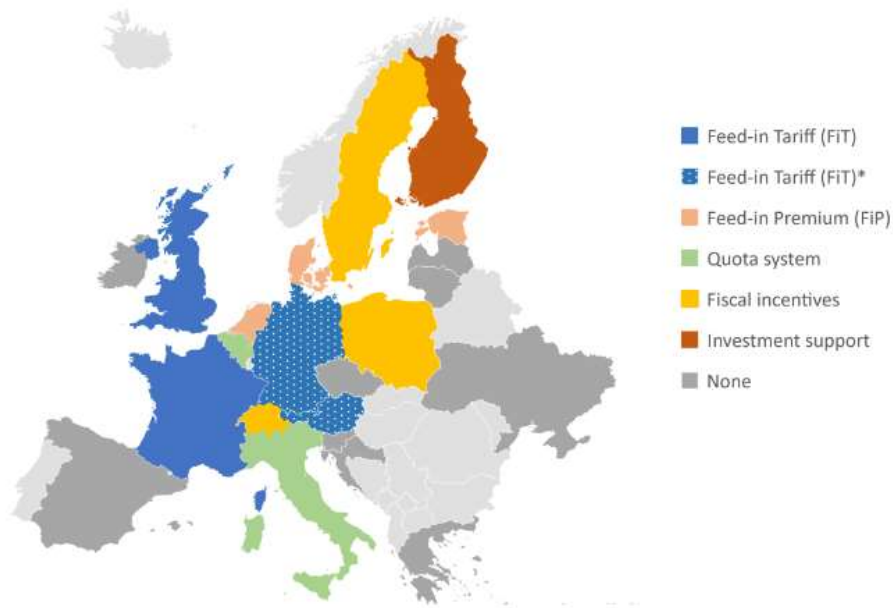 Feed-in Tariff (FiT)
Feed-in Tariff (FiT)*
Feed-in Premium (FiP)
Quota system
Fiscal incentives
Investment support
None